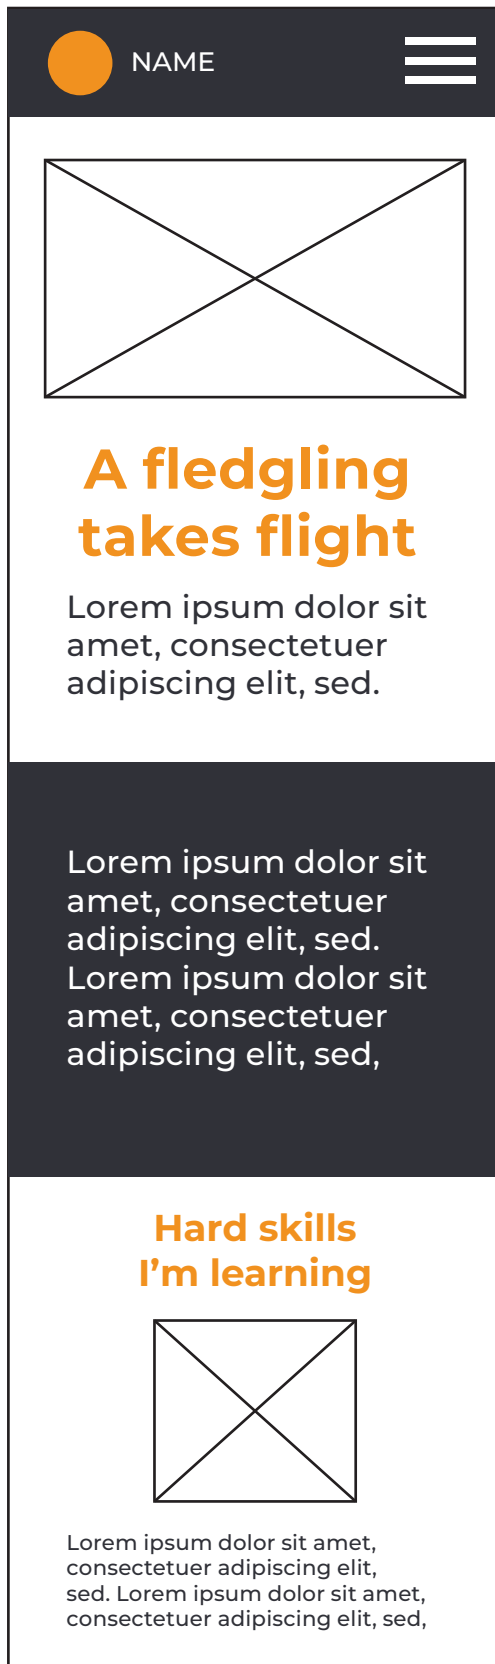 NAME
A fledgling
takes flight
Lorem ipsum dolor sit
amet, consectetuer
adipiscing elit, sed.
Lorem ipsum dolor sit
amet, consectetuer
adipiscing elit, sed.
Lorem ipsum dolor sit
amet, consectetuer
adipiscing elit, sed,
Hard skills
I’m learning
Lorem ipsum dolor sit amet,
consectetuer adipiscing elit,
sed. Lorem ipsum dolor sit amet,
consectetuer adipiscing elit, sed,